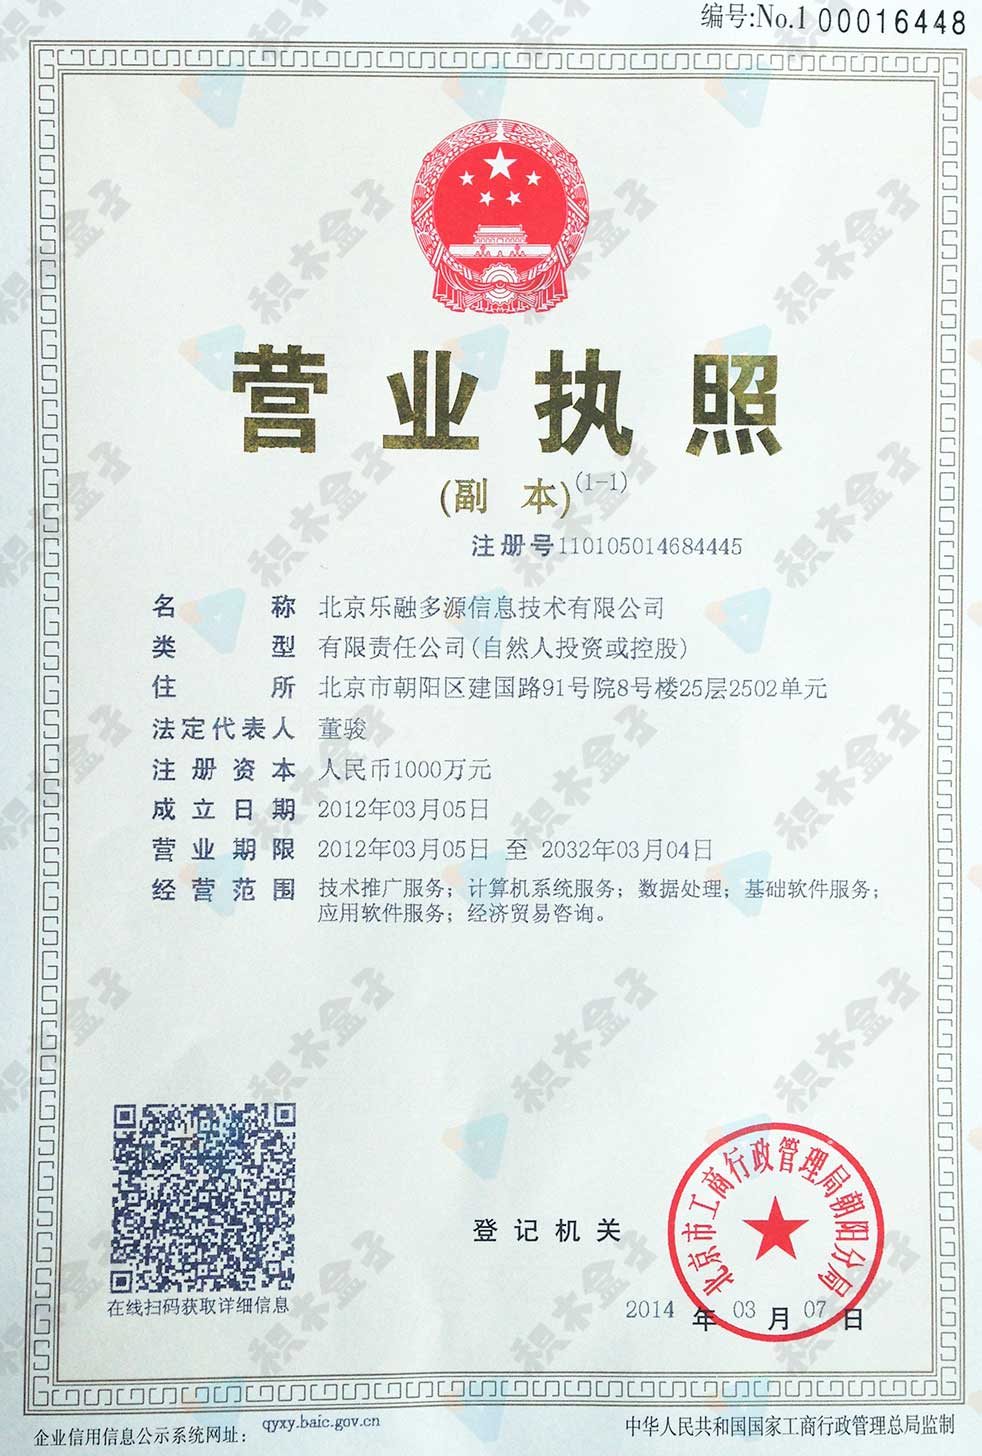 编号:No.1 00016448
营业执照
(副 本)(1-1)
注册号110105014684445
名 称 北京乐融多源信息技术有限公司
类 型 有限责任公司(自然人投资或控股)
住 所 北京市朝阳区建国路91号院8号楼25层2502单元
法定代表人 董骏
注册资本 人民币1000万元
成立日期 2012年03月05日
营业期限 2012年03月05日 至 2032年03月04日
经营范围 技术推广服务；计算机系统服务；数据处理；基础软件服务；
应用软件服务；经济贸易咨询。
北京市工商行政管理局朝阳分局
登记机关
在线扫码获取详细信息
2014 年 03 月 07 日
企业信用信息公示系统网址： qyxy.baic.gov.cn
中华人民共和国国家工商行政管理总局监制
积木盒子